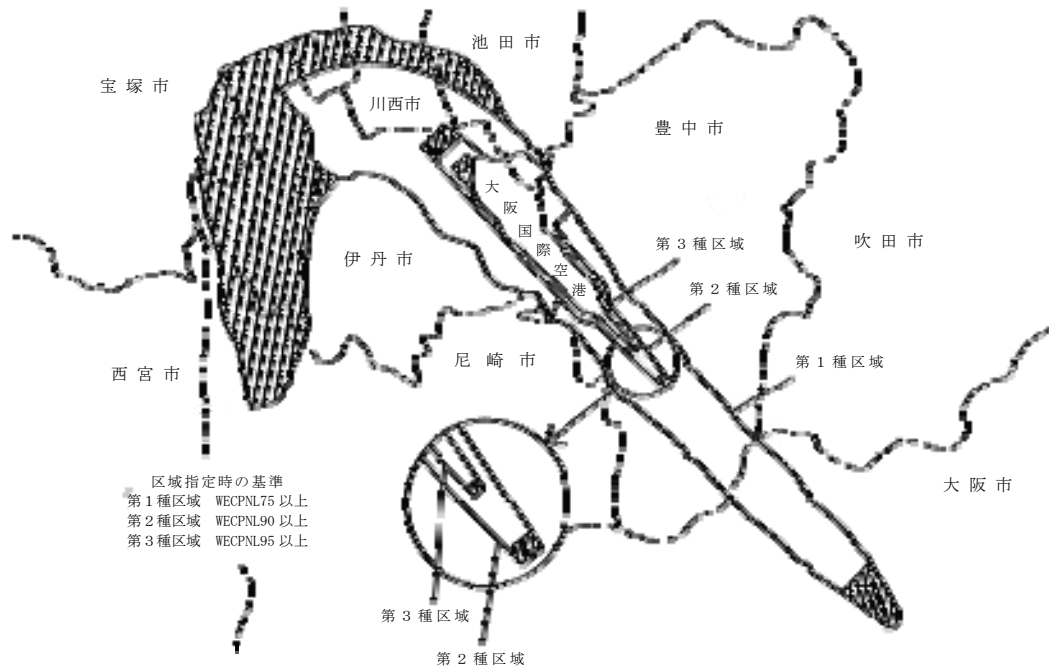 池田市
宝塚市
川西市
豊中市
大阪国際空港
第３種区域
吹田市
伊丹市
第２種区域
尼崎市
第１種区域
西宮市
区域指定時の基準
第１種区域　WECPNL75 以上
第２種区域　WECPNL90 以上
第３種区域　WECPNL95 以上
大阪市
第３種区域
第２種区域